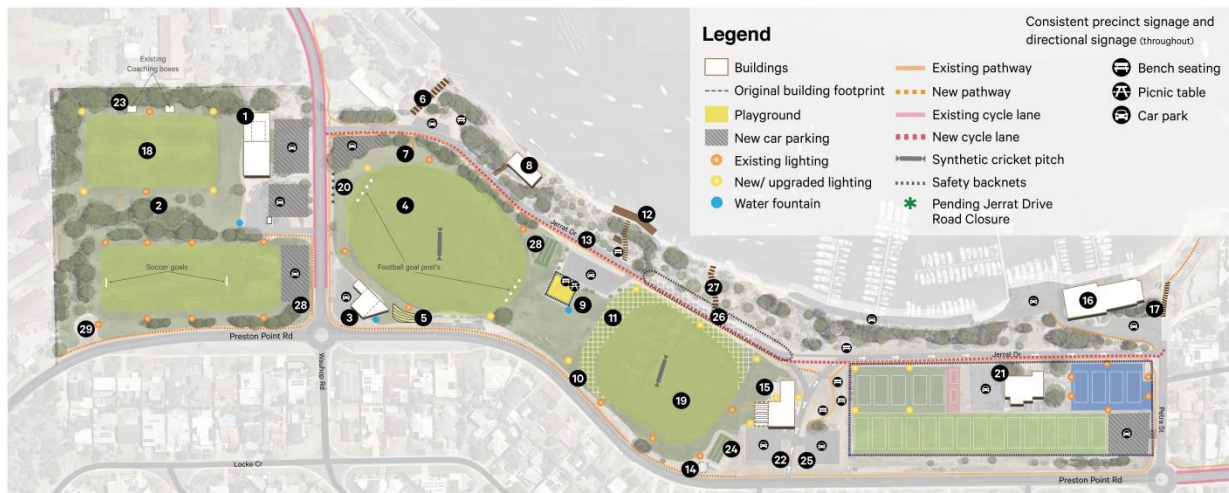 Consistent precinct signage and
directional signage (throughout)
Legend
Buildings
Original building footprint
Playground
New car parking
Existing lighting
New/ upgraded lighting
Water fountain
Existing pathway
New pathway
Existing cycle lane
New cycle lane
Synthetic cricket pitch
Safety backnets
Pending Jerrat Drive
Road Closure
Bench seating
Picnic table
Car park
Existing
Coaching boxes
23
1
6
18
7
8
20
2
4
12
Jerrat Dr
13
28
Soccer goals
Football goal post's
27
9
28
16
17
3
5
11
26
29
Preston Point Rd
Wauhop Rd
Jerrat Dr
10
19
15
21
Petra St
24
22
25
14
Locke Cr
Preston Point Rd